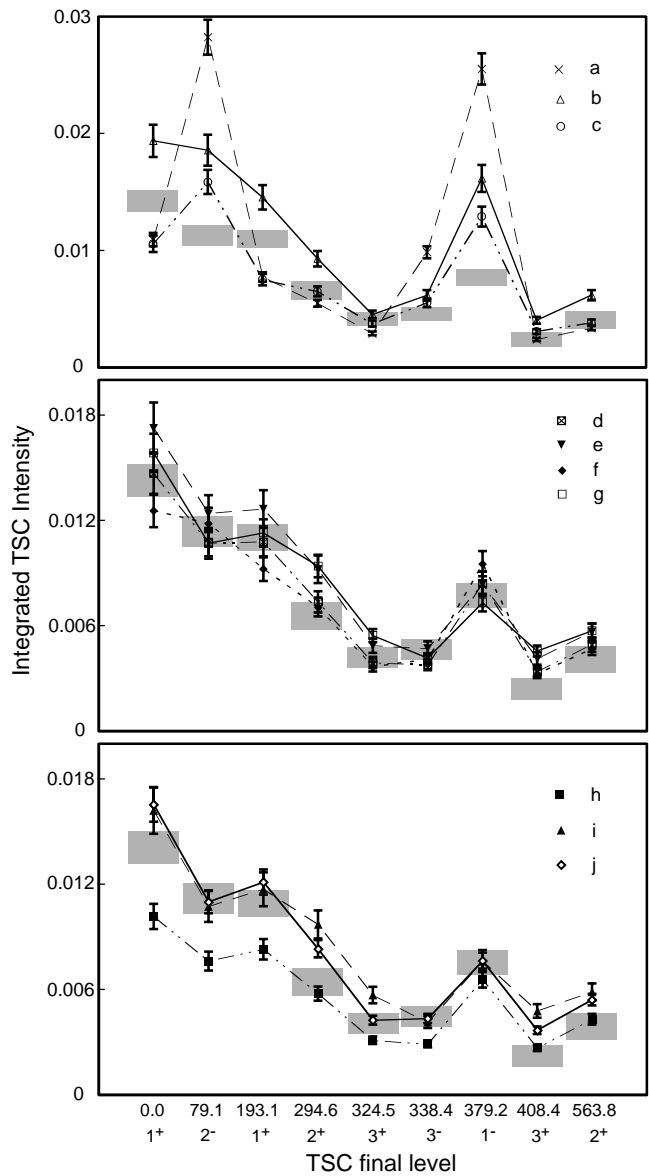 0.03
a
b
c
0.02
0.01
0
0.018
d
e
f
g
0.012
0.006
0
Integrated TSC Intensity
0.018
h
i
j
0.012
0.006
0
0.0 79.1 193.1 294.6 324.5 338.4 379.2 408.4 563.8
1⁺ 2⁻ 1⁺ 2⁺ 3⁺ 3⁻ 1⁻ 3⁺ 2⁺
TSC final level